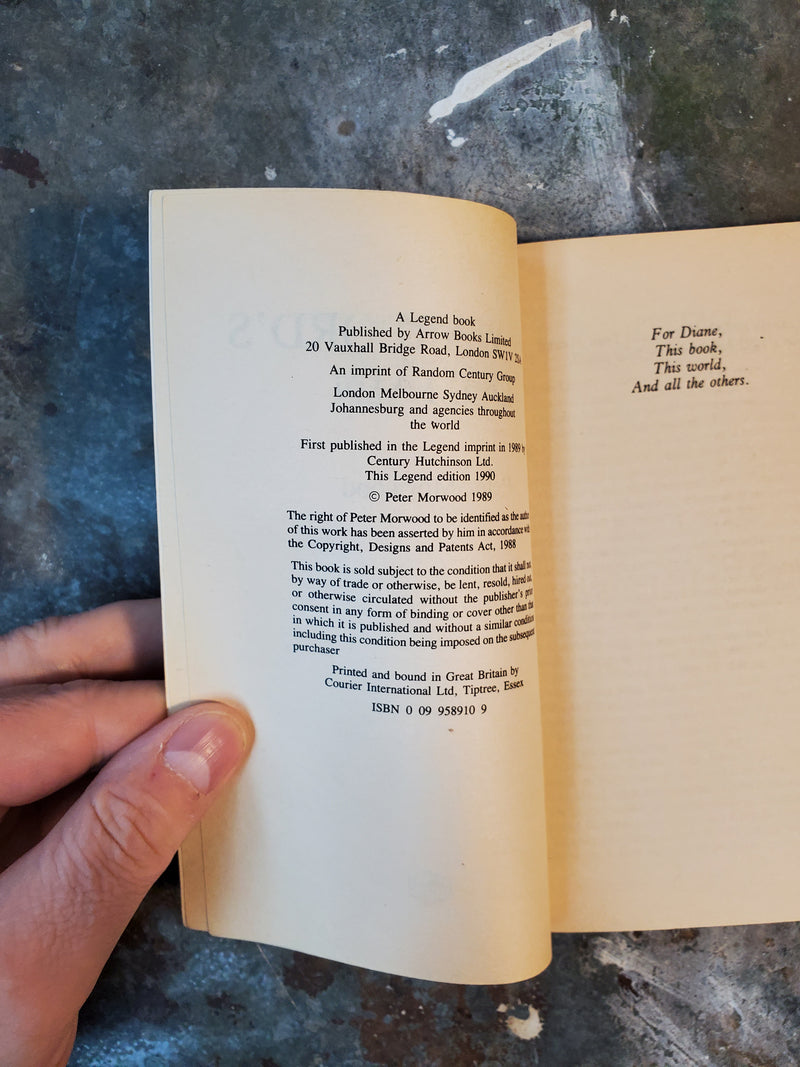 A Legend book
Published by Arrow Books Limited
20 Vauxhall Bridge Road, London SW1V
An imprint of Random Century Group
London Melbourne Sydney Auckland
Johannesburg and agencies throughout
the world
First published in the Legend imprint in 1989 by
Century Hutchinson Ltd.
This Legend edition 1990
© Peter Morwood 1989
The right of Peter Morwood to be identified as the
of this work has been asserted by him in accordance
the Copyright, Designs and Patents Act, 1988
This book is sold subject to the condition that it shall
by way of trade or otherwise, be lent, resold, hired
or otherwise circulated without the publisher's
consent in any form of binding or cover other than
in which it is published and without a similar
including this condition being imposed on the
purchaser
Printed and bound in Great Britain by
Courier International Ltd, Tiptree, Essex
ISBN 0 09 958910 9
For Diane,
This book,
This world,
And all the others.